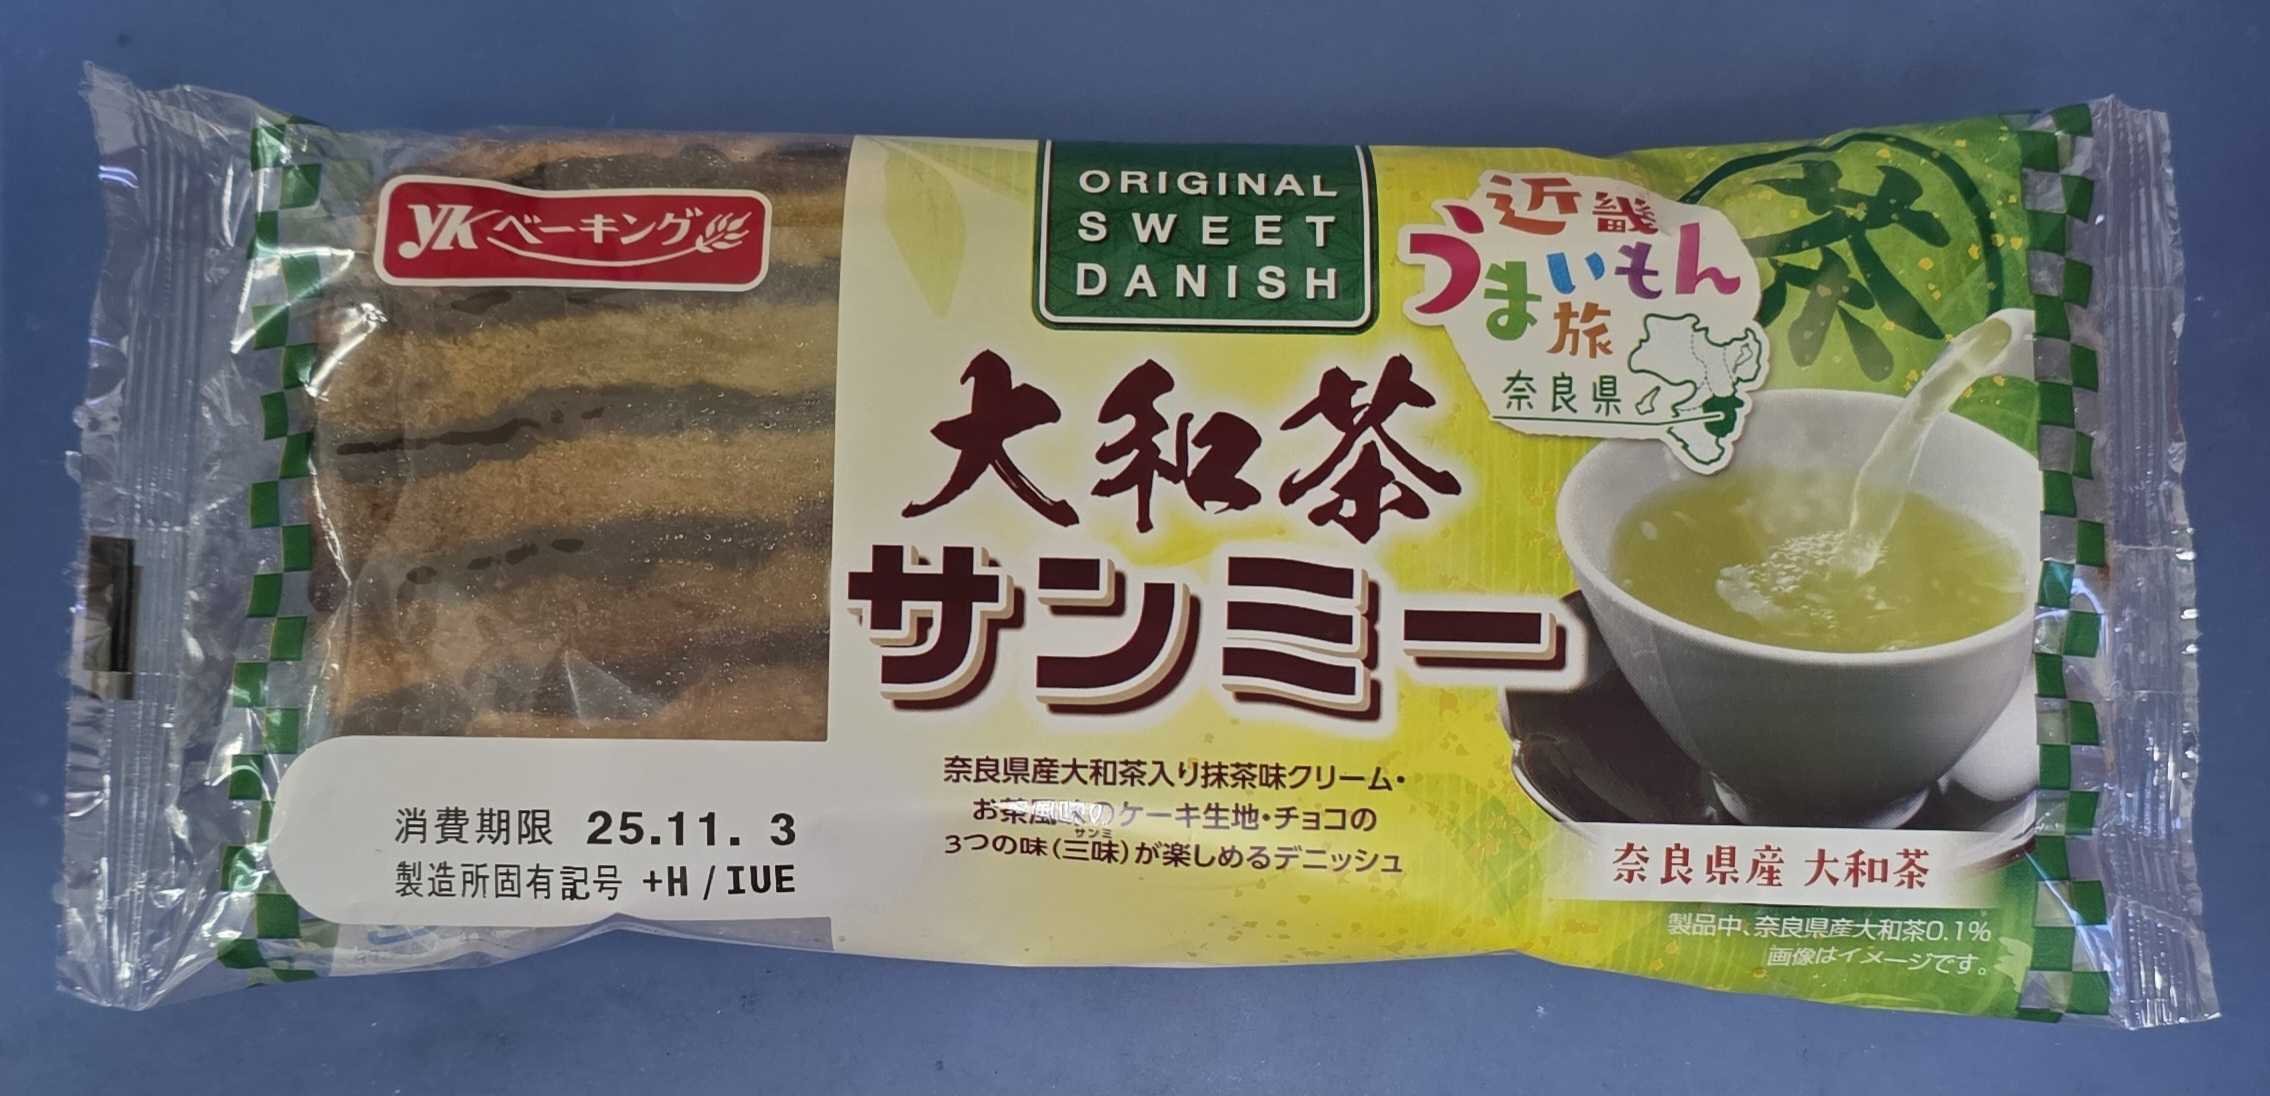 YKベーキング
ORIGINAL
SWEET
DANISH
近畿
うまいもん
旅
奈良県
茶
大和茶
サンミー
奈良県産大和茶入り抹茶味クリーム・
お茶風味のケーキ生地・チョコの
サンミ
3つの味(三味)が楽しめるデニッシュ
消費期限 25.11. 3
製造所固有記号 +H / IUE
奈良県産 大和茶
製品中、奈良県産大和茶0.1%
画像はイメージです。